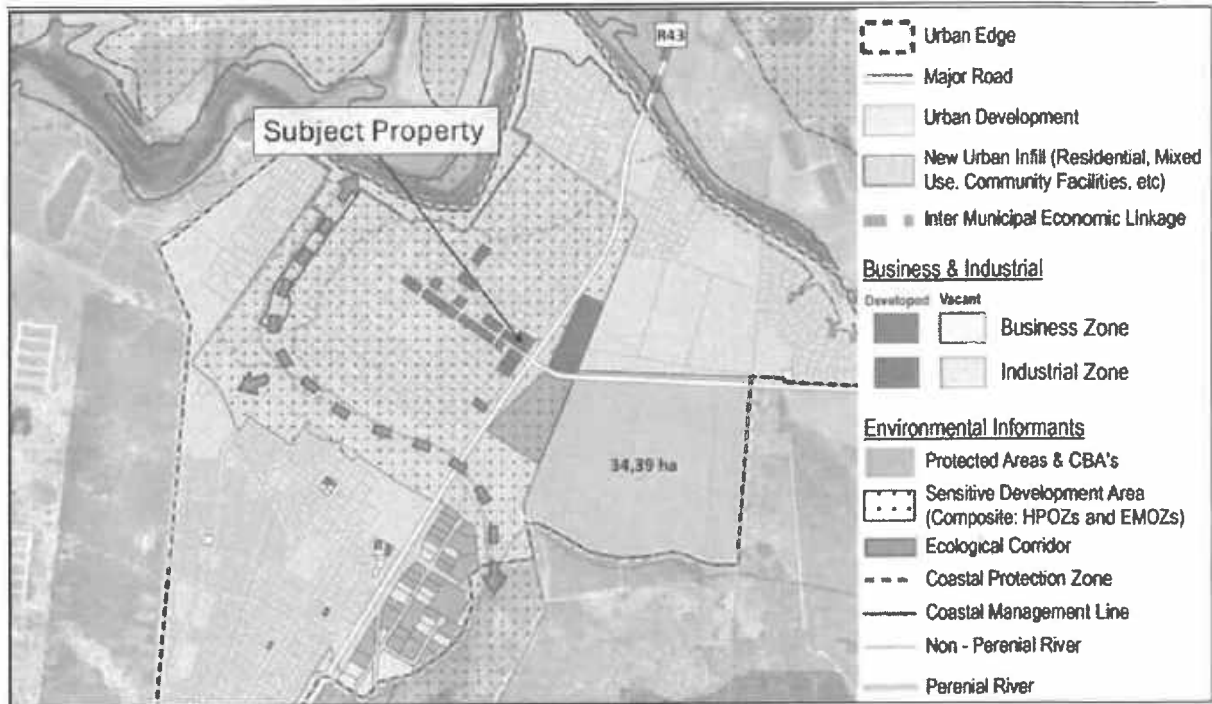 R43
Subject Property
34,39 ha
Urban Edge
Major Road
Urban Development
New Urban Infill (Residential, Mixed
Use, Community Facilities, etc)
Inter Municipal Economic Linkage
Business & Industrial
Developed Vacant
Business Zone
Industrial Zone
Environmental Informants
Protected Areas & CBA's
Sensitive Development Area
(Composite: HPOZs and EMOZs)
Ecological Corridor
Coastal Protection Zone
Coastal Management Line
Non - Perenial River
Perenial River